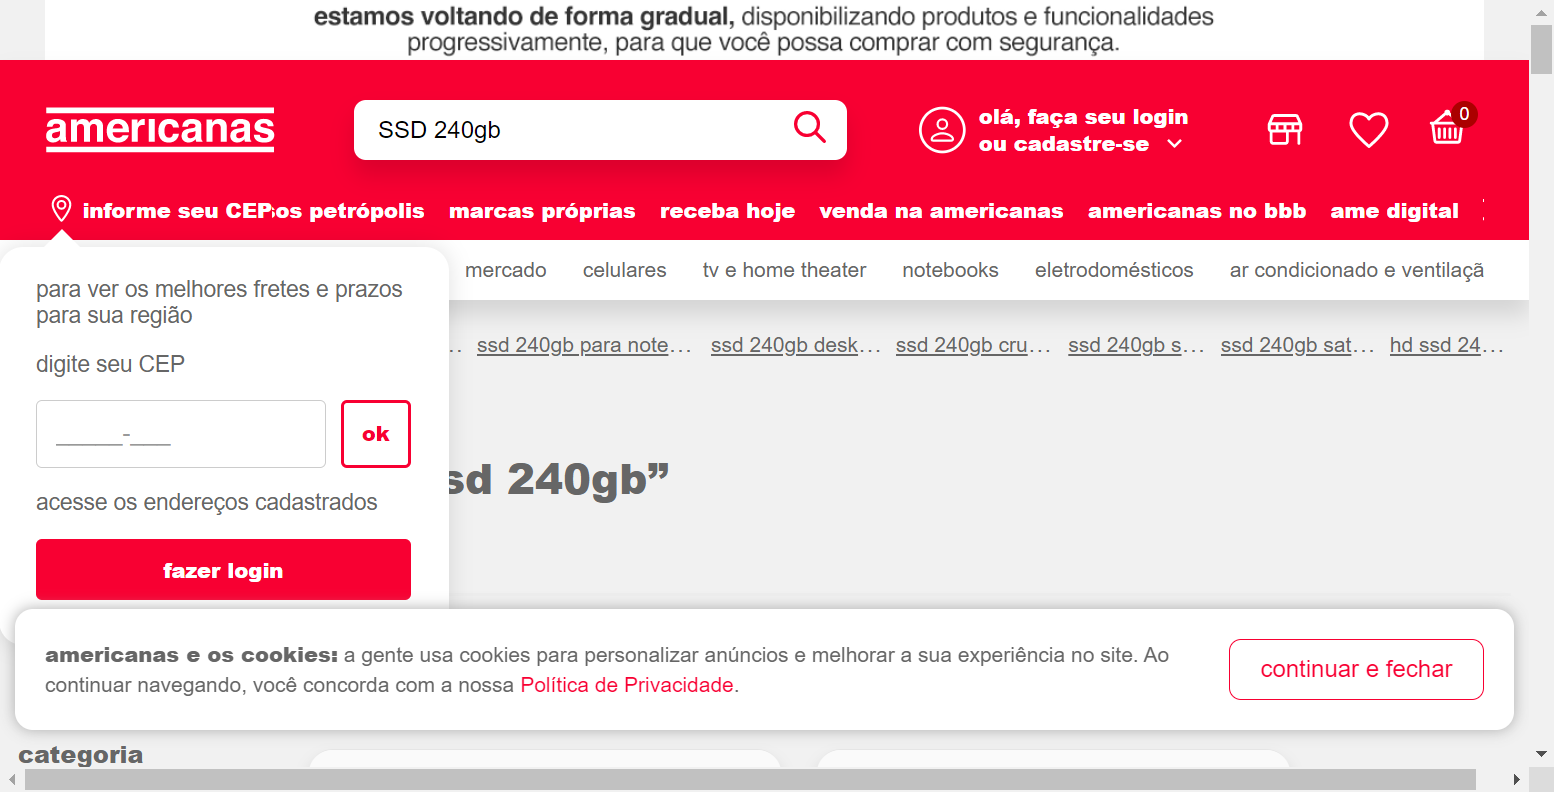 estamos voltando de forma gradual, disponibilizando produtos e funcionalidades
progressivamente, para que você possa comprar com segurança.
americanas
SSD 240gb
olá, faça seu login
ou cadastre-se
0
informe seu CEP
petrópolis
marcas próprias
receba hoje
venda na americanas
americanas no bbb
ame digital
mercado
celulares
tv e home theater
notebooks
eletrodomésticos
ar condicionado e ventilaçã
para ver os melhores fretes e prazos
para sua região
digite seu CEP
_____-___
ok
acesse os endereços cadastrados
fazer login
ssd 240gb para note...
ssd 240gb desk...
ssd 240gb cru...
ssd 240gb s...
ssd 240gb sat...
hd ssd 24...
sd 240gb”
americanas e os cookies: a gente usa cookies para personalizar anúncios e melhorar a sua experiência no site. Ao
continuar navegando, você concorda com a nossa Política de Privacidade.
continuar e fechar
categoria